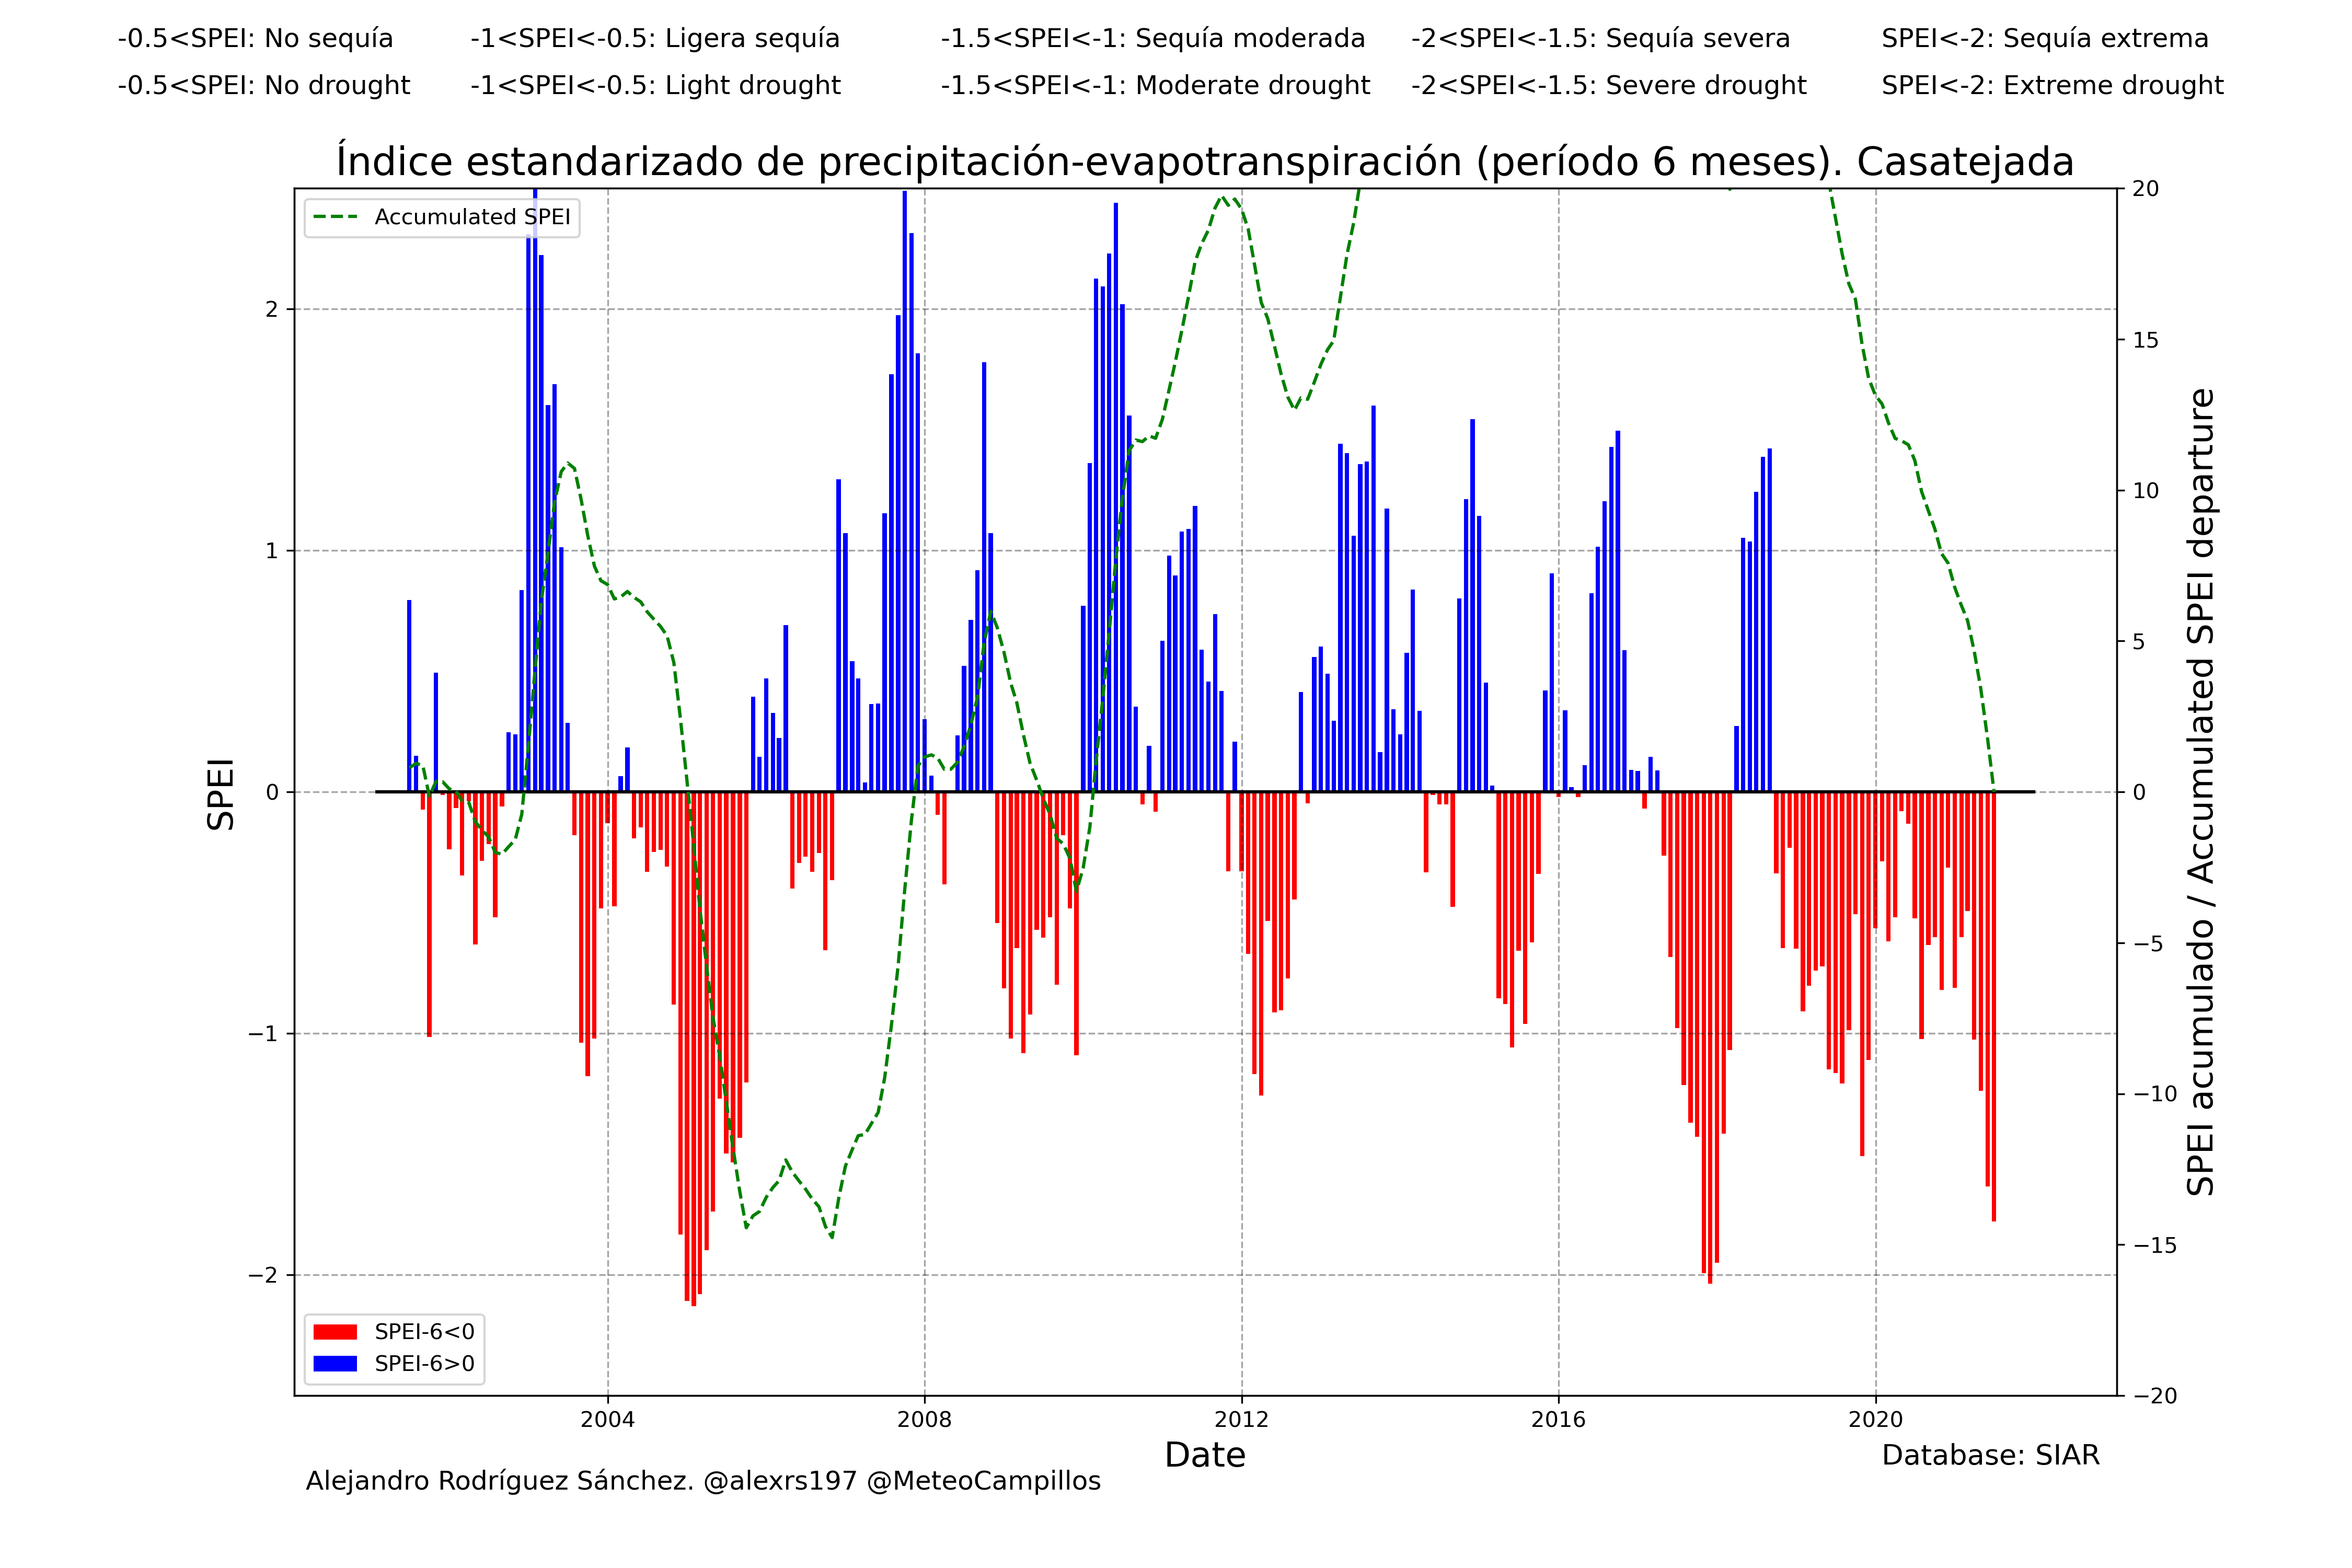 -0.5<SPEI: No sequía -1<SPEI<-0.5: Ligera sequía -1.5<SPEI<-1: Sequía moderada -2<SPEI<-1.5: Sequía severa SPEI<-2: Sequía extrema
-0.5<SPEI: No drought -1<SPEI<-0.5: Light drought -1.5<SPEI<-1: Moderate drought -2<SPEI<-1.5: Severe drought SPEI<-2: Extreme drought
Índice estandarizado de precipitación-evapotranspiración (período 6 meses). Casatejada
Accumulated SPEI
SPEI
2
1
0
−1
−2
20
15
10
5
0
−5
−10
−15
−20
SPEI acumulado / Accumulated SPEI departure
SPEI-6<0
SPEI-6>0
2004 2008 2012 2016 2020
Date
Database: SIAR
Alejandro Rodríguez Sánchez. @alexrs197 @MeteoCampillos